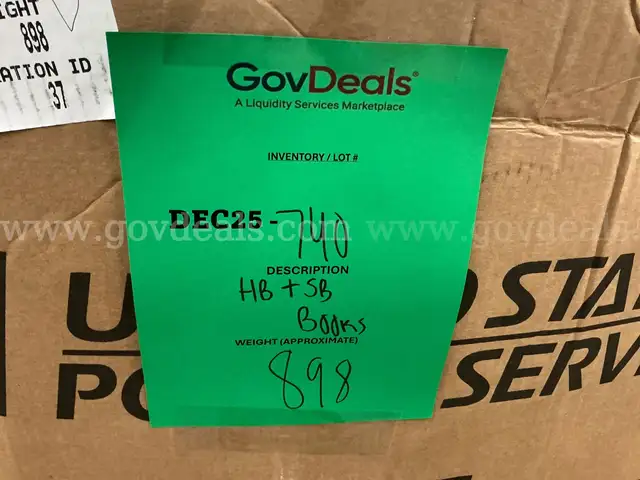 IGHT
898
ATION ID
37
GovDeals®
A Liquidity Services Marketplace
INVENTORY / LOT #
DEC25 - 740
www.govdeals.com www.govdeals.com
DESCRIPTION
HB + SB
Books
WEIGHT (APPROXIMATE)
898
U D STA
PO SERV